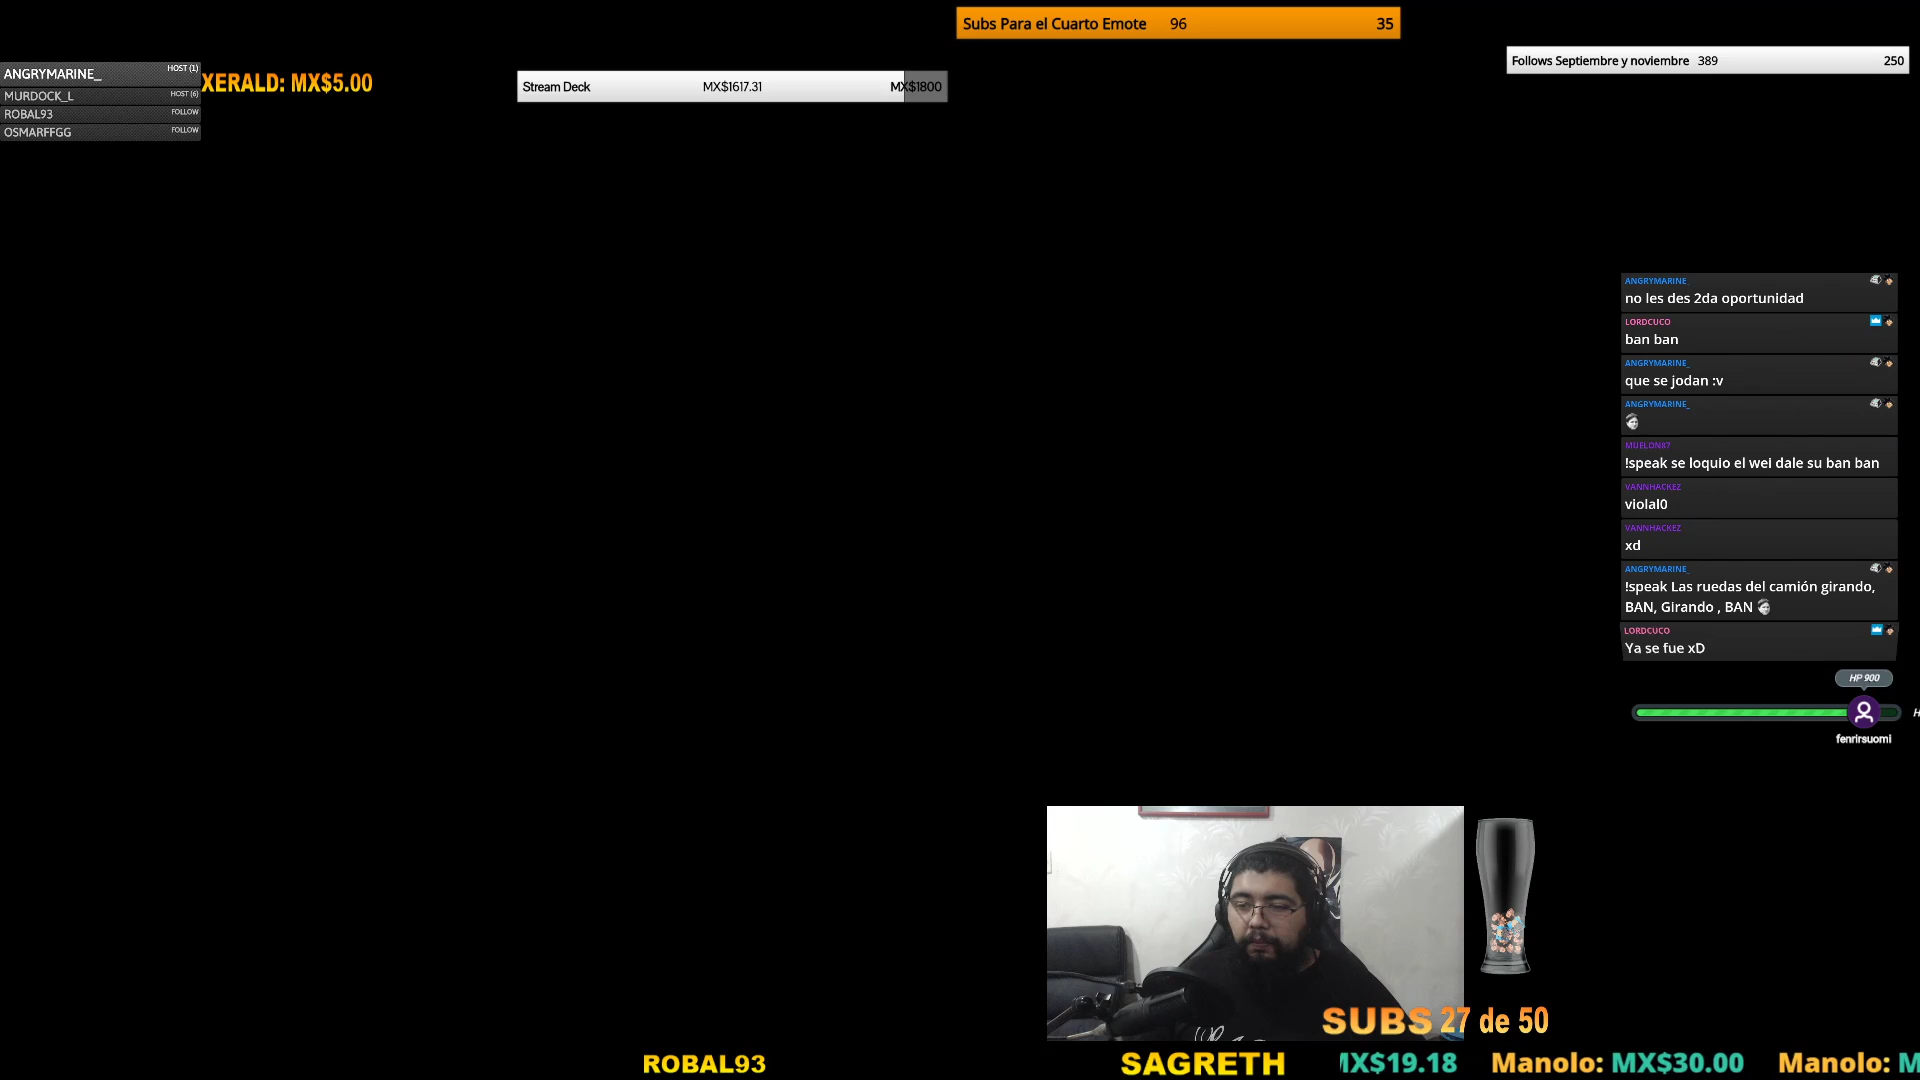 Subs Para el Cuarto Emote 96 35
Follows Septiembre y noviembre 389 250
ANGRYMARINE_ HOST (1)
MURDOCK_L HOST (6)
ROBAL93 FOLLOW
OSMARFFGG FOLLOW
XERALD: MX$5.00
Stream Deck MX$1617.31 MX$1800
ANGRYMARINE_
no les des 2da oportunidad
LORDCUCO
ban ban
ANGRYMARINE_
que se jodan :v
ANGRYMARINE_
MUELON87
!speak se loquio el wei dale su ban ban
VANNHACKEZ
violal0
VANNHACKEZ
xd
ANGRYMARINE_
!speak Las ruedas del camión girando,
BAN, Girando , BAN
LORDCUCO
Ya se fue xD
HP 900
H
fenrirsuomi
SUBS 27 de 50
ROBAL93
SAGRETH
MX$19.18 Manolo: MX$30.00 Manolo: M